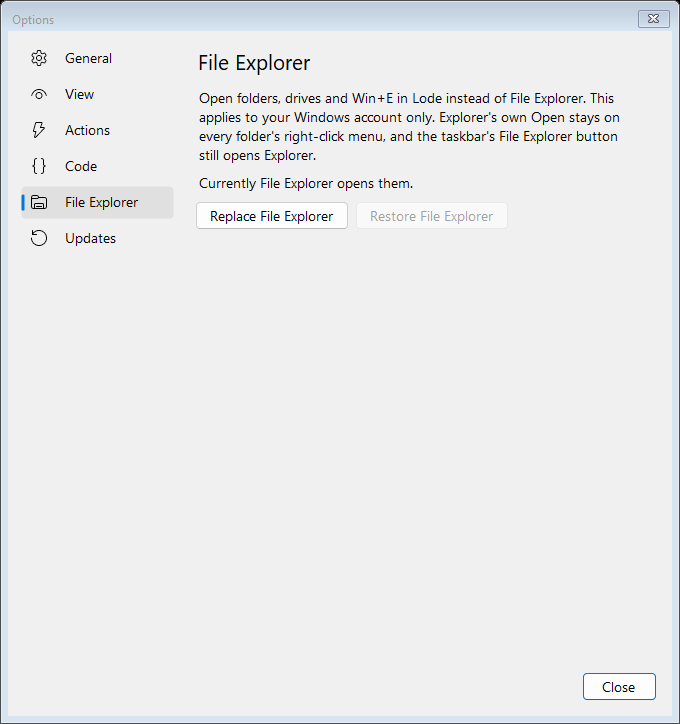 Options
General
View
Actions
Code
File Explorer
Updates
File Explorer
Open folders, drives and Win+E in Lode instead of File Explorer. This
applies to your Windows account only. Explorer's own Open stays on
every folder's right-click menu, and the taskbar's File Explorer button
still opens Explorer.
Currently File Explorer opens them.
Replace File Explorer
Restore File Explorer
Close